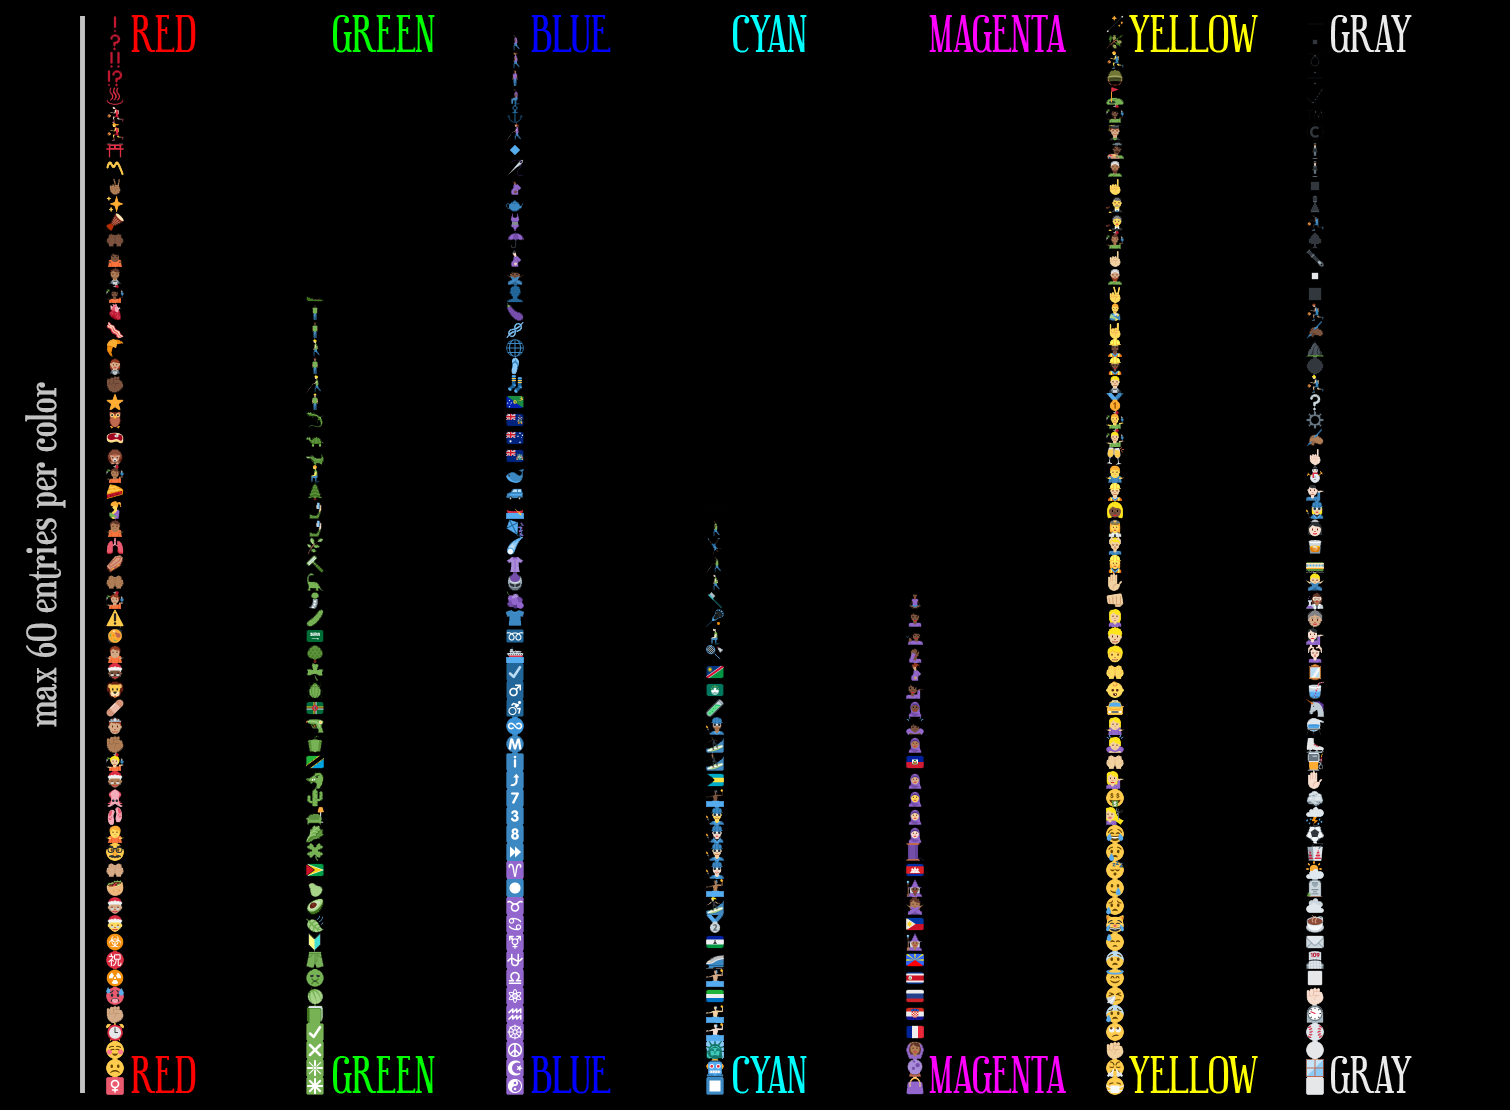 RED GREEN BLUE CYAN MAGENTA YELLOW GRAY
max 60 entries per color
RED GREEN BLUE CYAN MAGENTA YELLOW GRAY